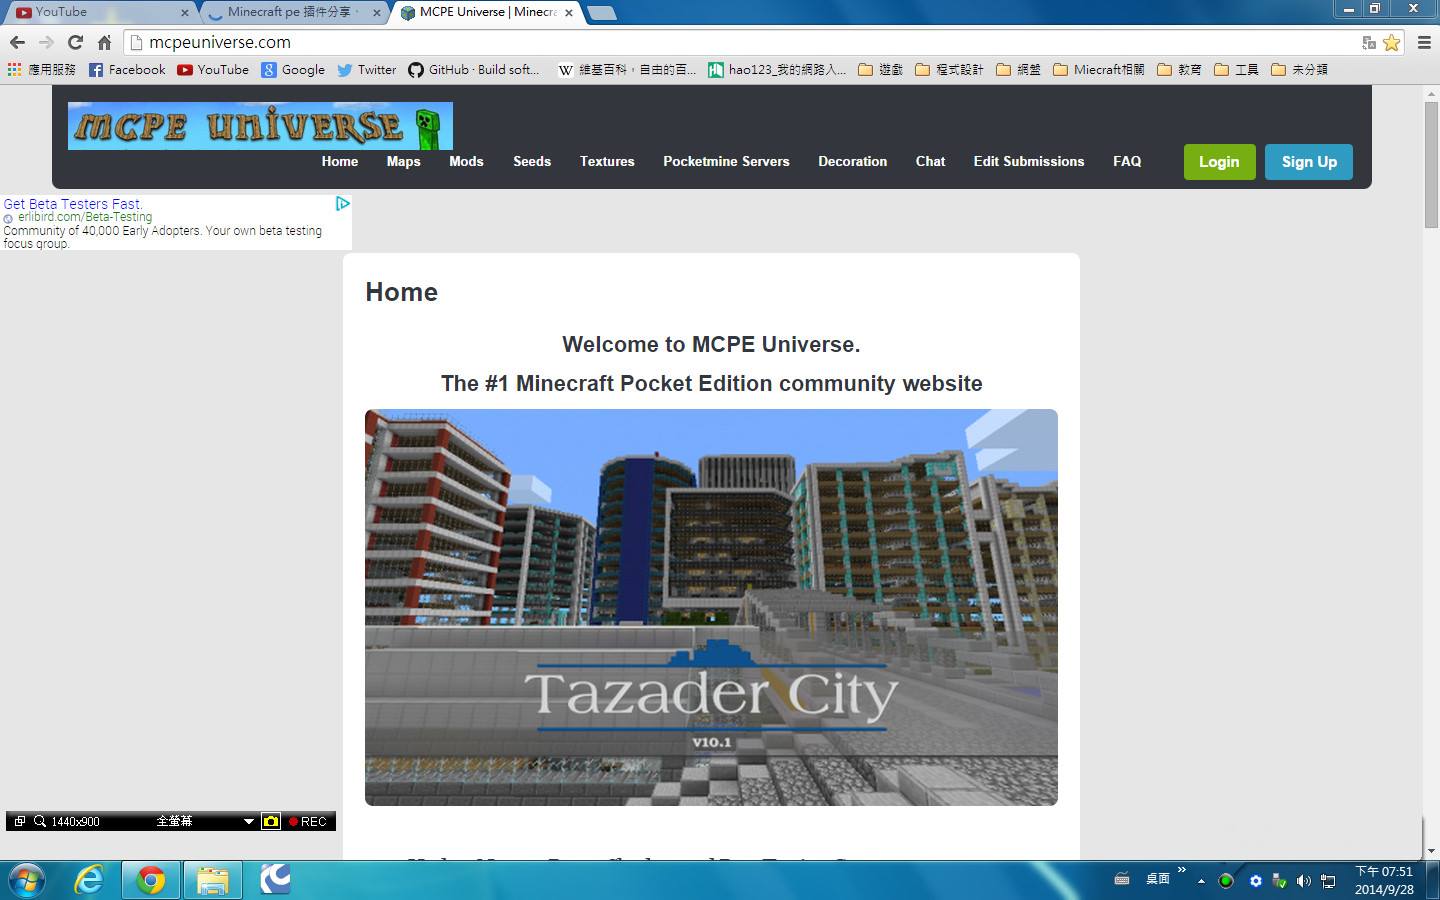 YouTube
Minecraft pe 插件分享，
MCPE Universe | Minecra
mcpeuniverse.com
應用服務
Facebook
YouTube
Google
Twitter
GitHub · Build soft...
維基百科，自由的百...
hao123_我的網路入...
遊戲
程式設計
網盤
Miecraft相關
教育
工具
未分類
MCPE UNIVERSE
Home
Maps
Mods
Seeds
Textures
Pocketmine Servers
Decoration
Chat
Edit Submissions
FAQ
Login
Sign Up
Get Beta Testers Fast.
erlibird.com/Beta-Testing
Community of 40,000 Early Adopters. Your own beta testing
focus group.
Home
Welcome to MCPE Universe.
The #1 Minecraft Pocket Edition community website
Tazader City
v10.1
1440x900
全螢幕
REC
桌面
下午 07:51
2014/9/28